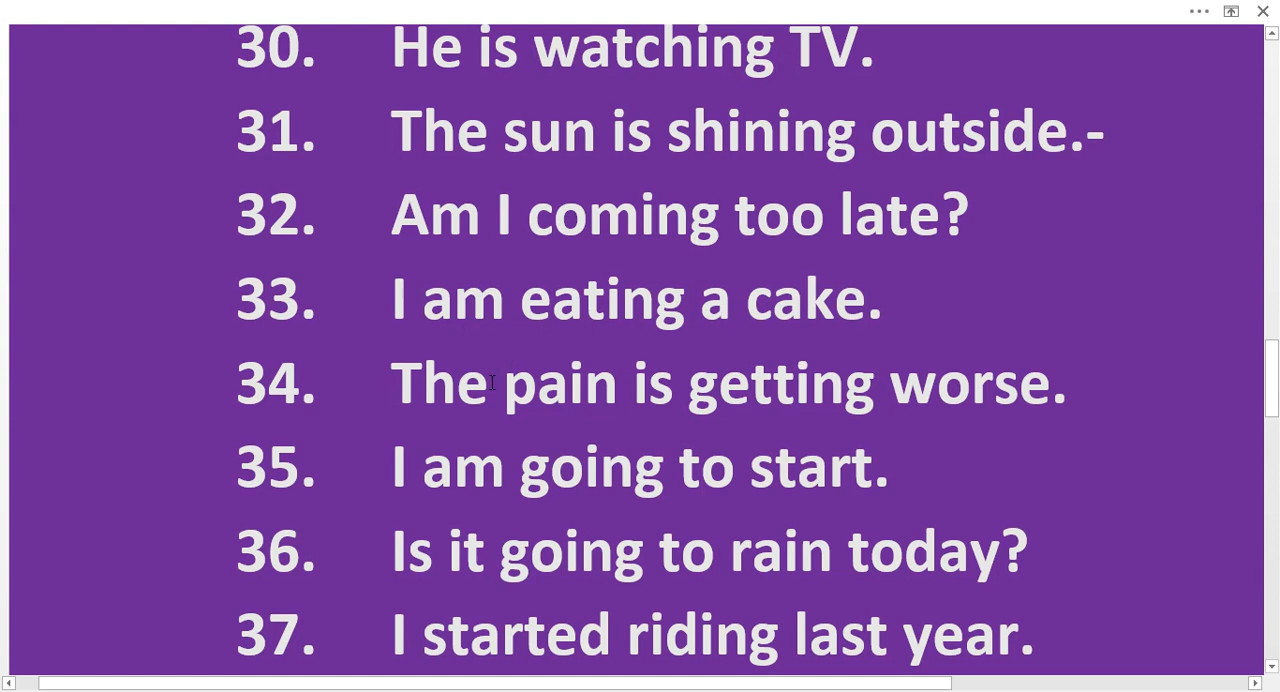 30. He is watching TV.
31. The sun is shining outside.-
32. Am I coming too late?
33. I am eating a cake.
34. The pain is getting worse.
35. I am going to start.
36. Is it going to rain today?
37. I started riding last year.